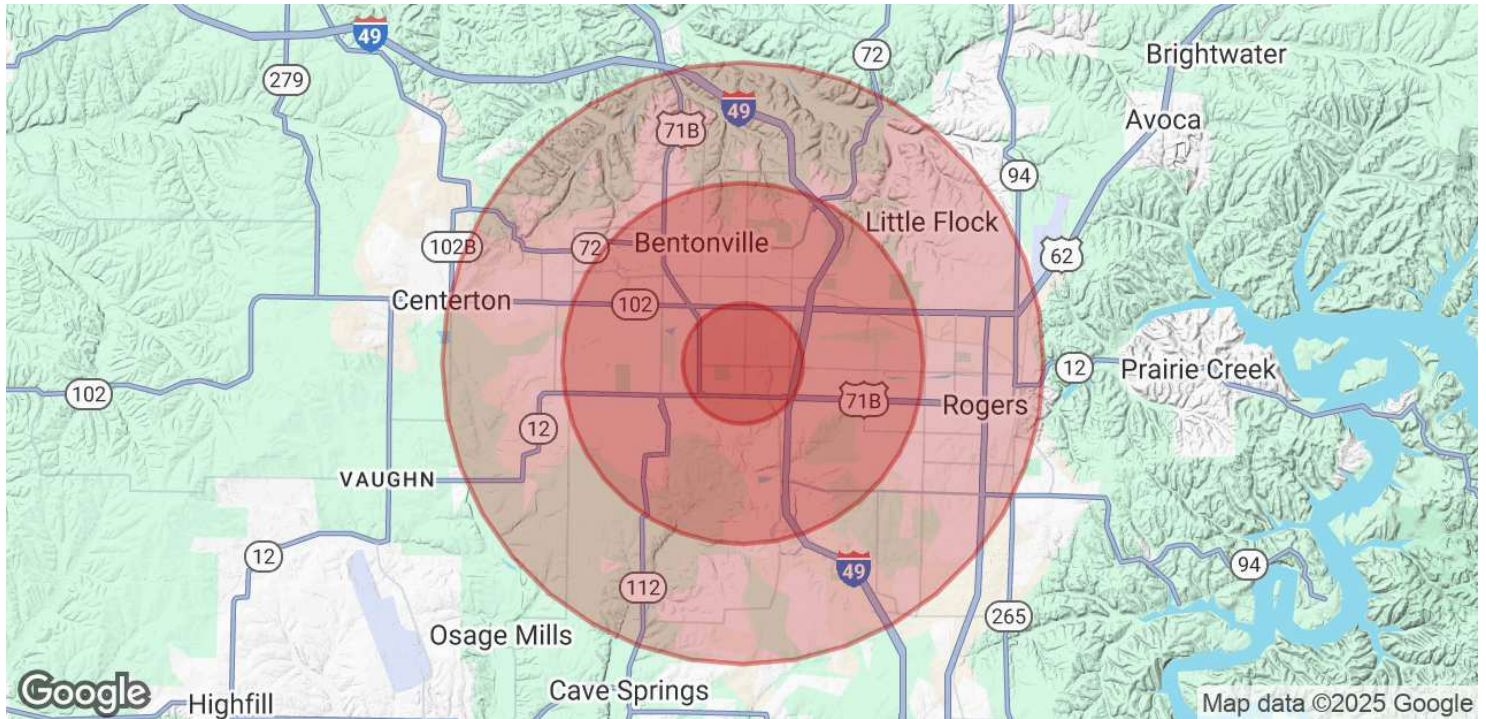 49
72
Brightwater
279
49
71B
Avoca
94
Little Flock
102B
72
Bentonville
62
Centerton
102
102
12
Prairie Creek
71B
Rogers
12
VAUGHN
12
94
49
112
265
Osage Mills
Cave Springs
Highfill
Google
Map data ©2025 Google